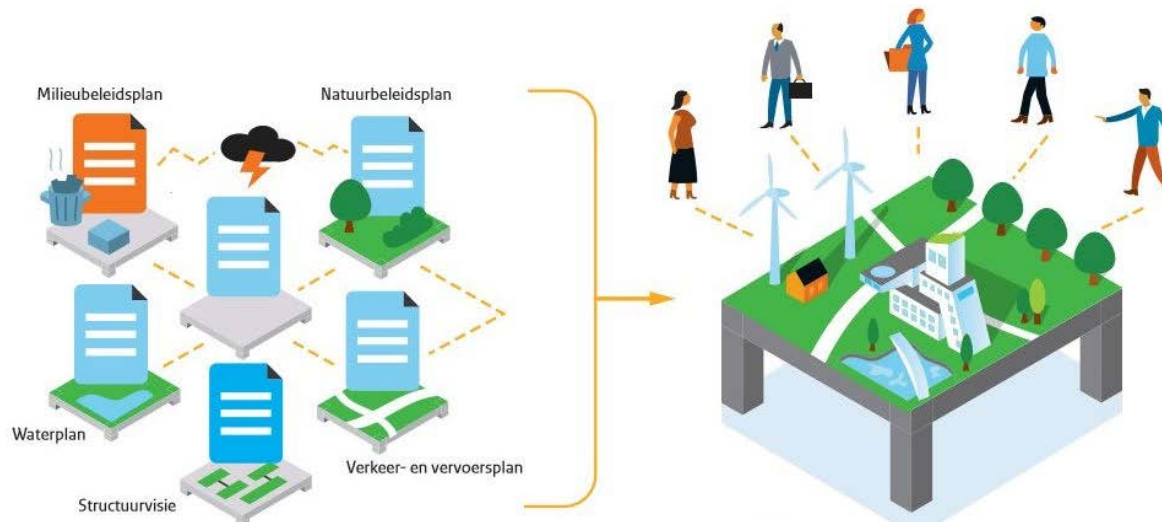 Milieubeleidsplan
Natuurbeleidsplan
Waterplan
Verkeer- en vervoersplan
Structuurvisie